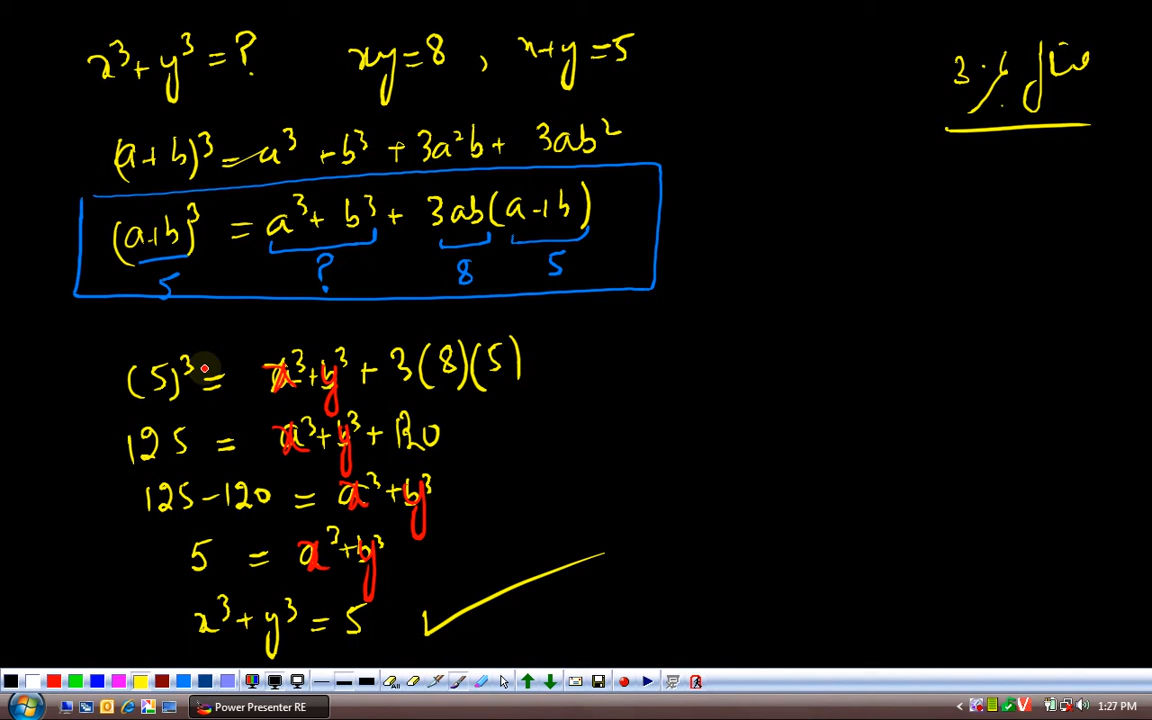 x³+y³=? xy=8 , x+y=5
مثال
(a+b)³=a³+b³+3a²b+3ab²
(a+b)³ = a³+b³+3ab(a+b)
5 ? 8 5
(5)³= x³+y³+3(8)(5)
125 = x³+y³+120
125-120 = x³+y³
5 = x³+y³
x³+y³=5
Power Presenter RE
1:27 PM